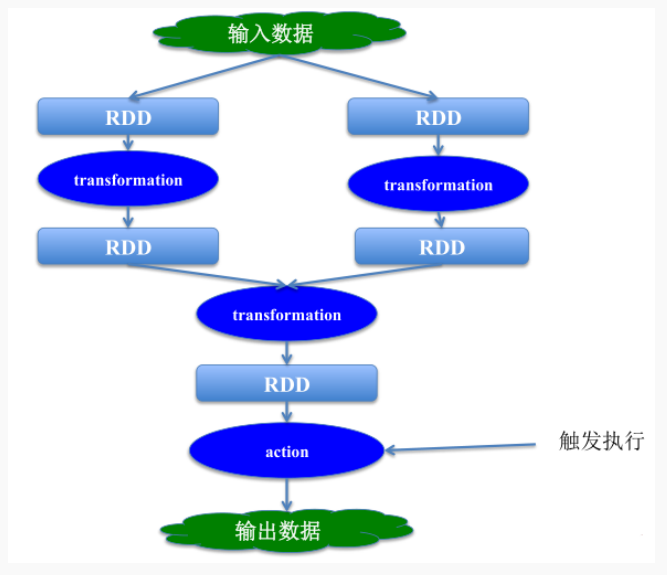 输入数据
RDD
RDD
transformation
transformation
RDD
RDD
transformation
RDD
action
触发执行
输出数据